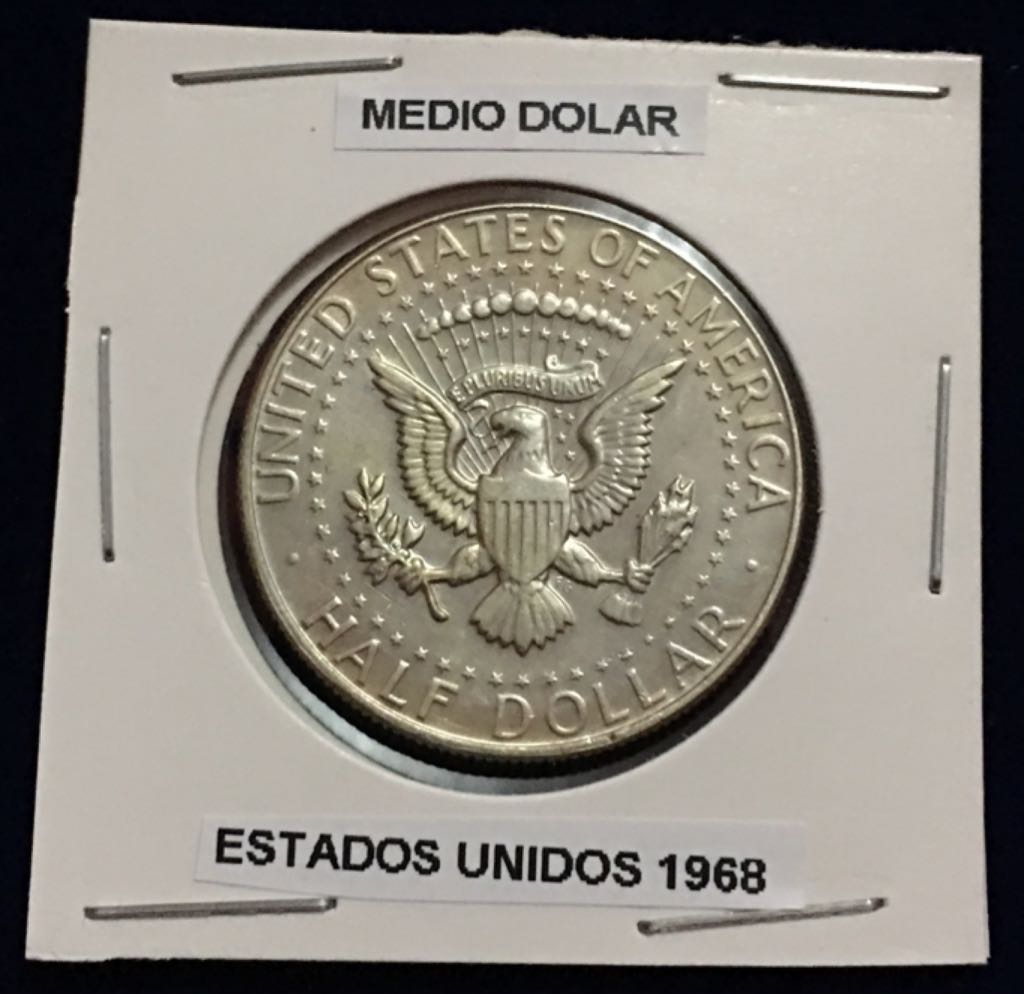 MEDIO DOLAR
UNITED STATES OF AMERICA
E PLURIBUS UNUM
HALF DOLLAR
ESTADOS UNIDOS 1968